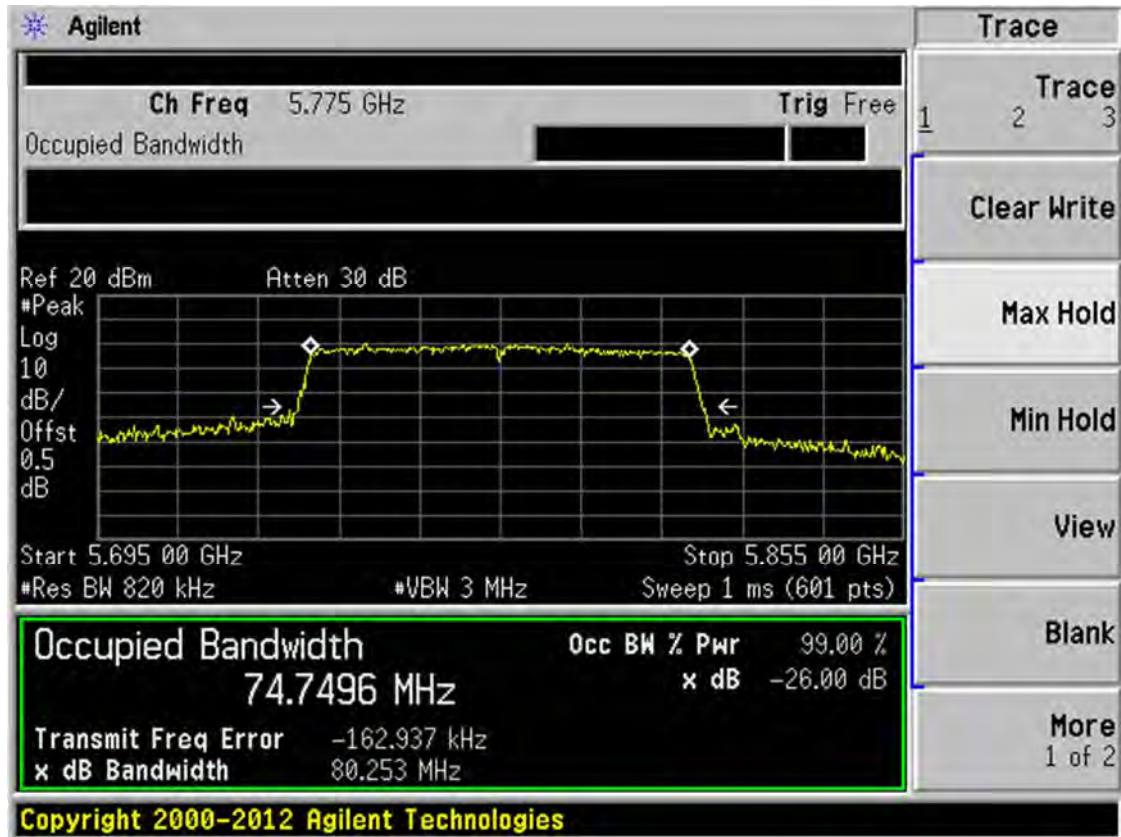 Agilent
Trace
Ch Freq 5.775 GHz Trig Free
Occupied Bandwidth
Trace
1 2 3
Clear Write
Max Hold
Min Hold
View
Blank
More
1 of 2
Ref 20 dBm Atten 30 dB
#Peak
Log
10
dB/
Offst
0.5
dB
Start 5.695 00 GHz Stop 5.855 00 GHz
#Res BW 820 kHz #VBW 3 MHz Sweep 1 ms (601 pts)
Occupied Bandwidth
74.7496 MHz
Occ BW % Pwr 99.00 %
x dB -26.00 dB
Transmit Freq Error -162.937 kHz
x dB Bandwidth 80.253 MHz
Copyright 2000-2012 Agilent Technologies